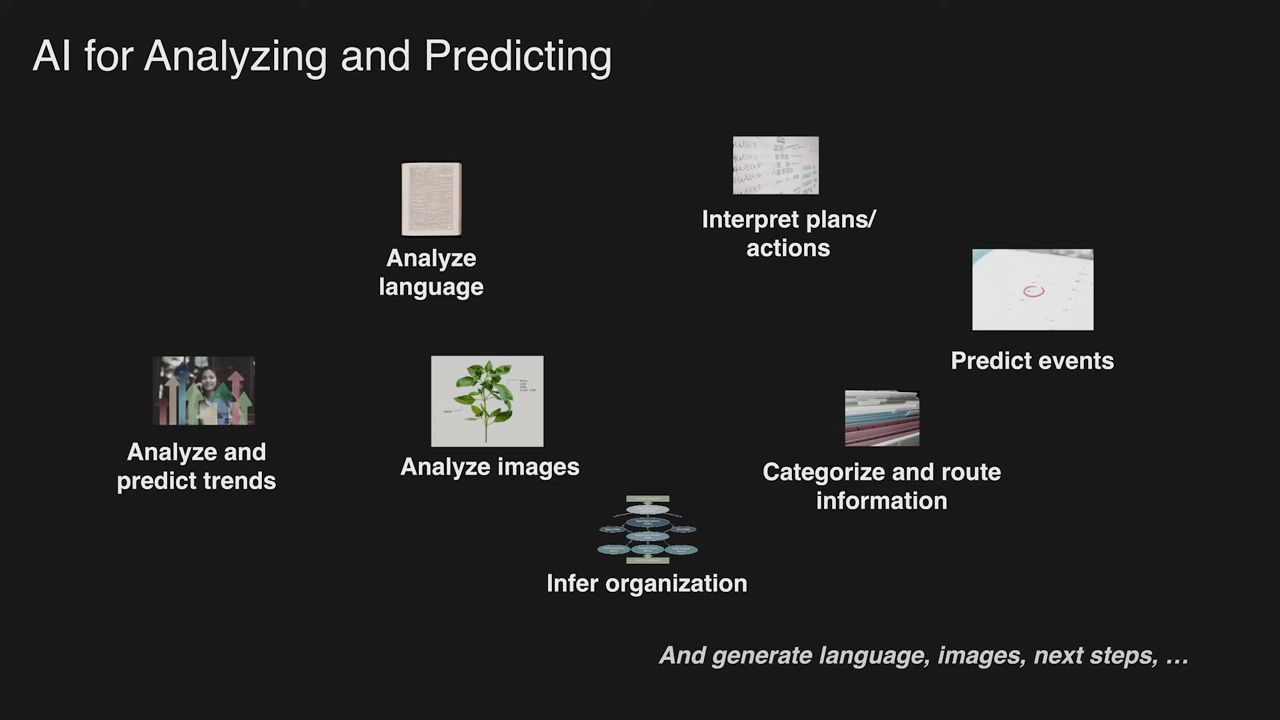 AI for Analyzing and Predicting
Analyze
language
Interpret plans/
actions
Predict events
Analyze and
predict trends
Analyze images
Categorize and route
information
Infer organization
And generate language, images, next steps, …